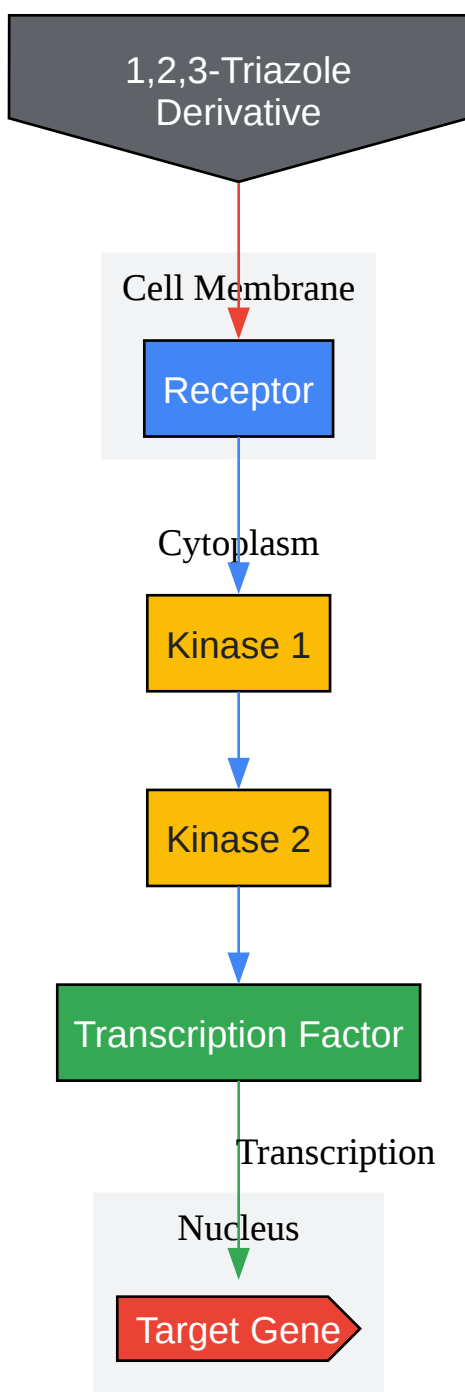 1,2,3-Triazole
Derivative
Cell Membrane
Receptor
Cytoplasm
Kinase 1
Kinase 2
Transcription Factor
Transcription
Nucleus
Target Gene